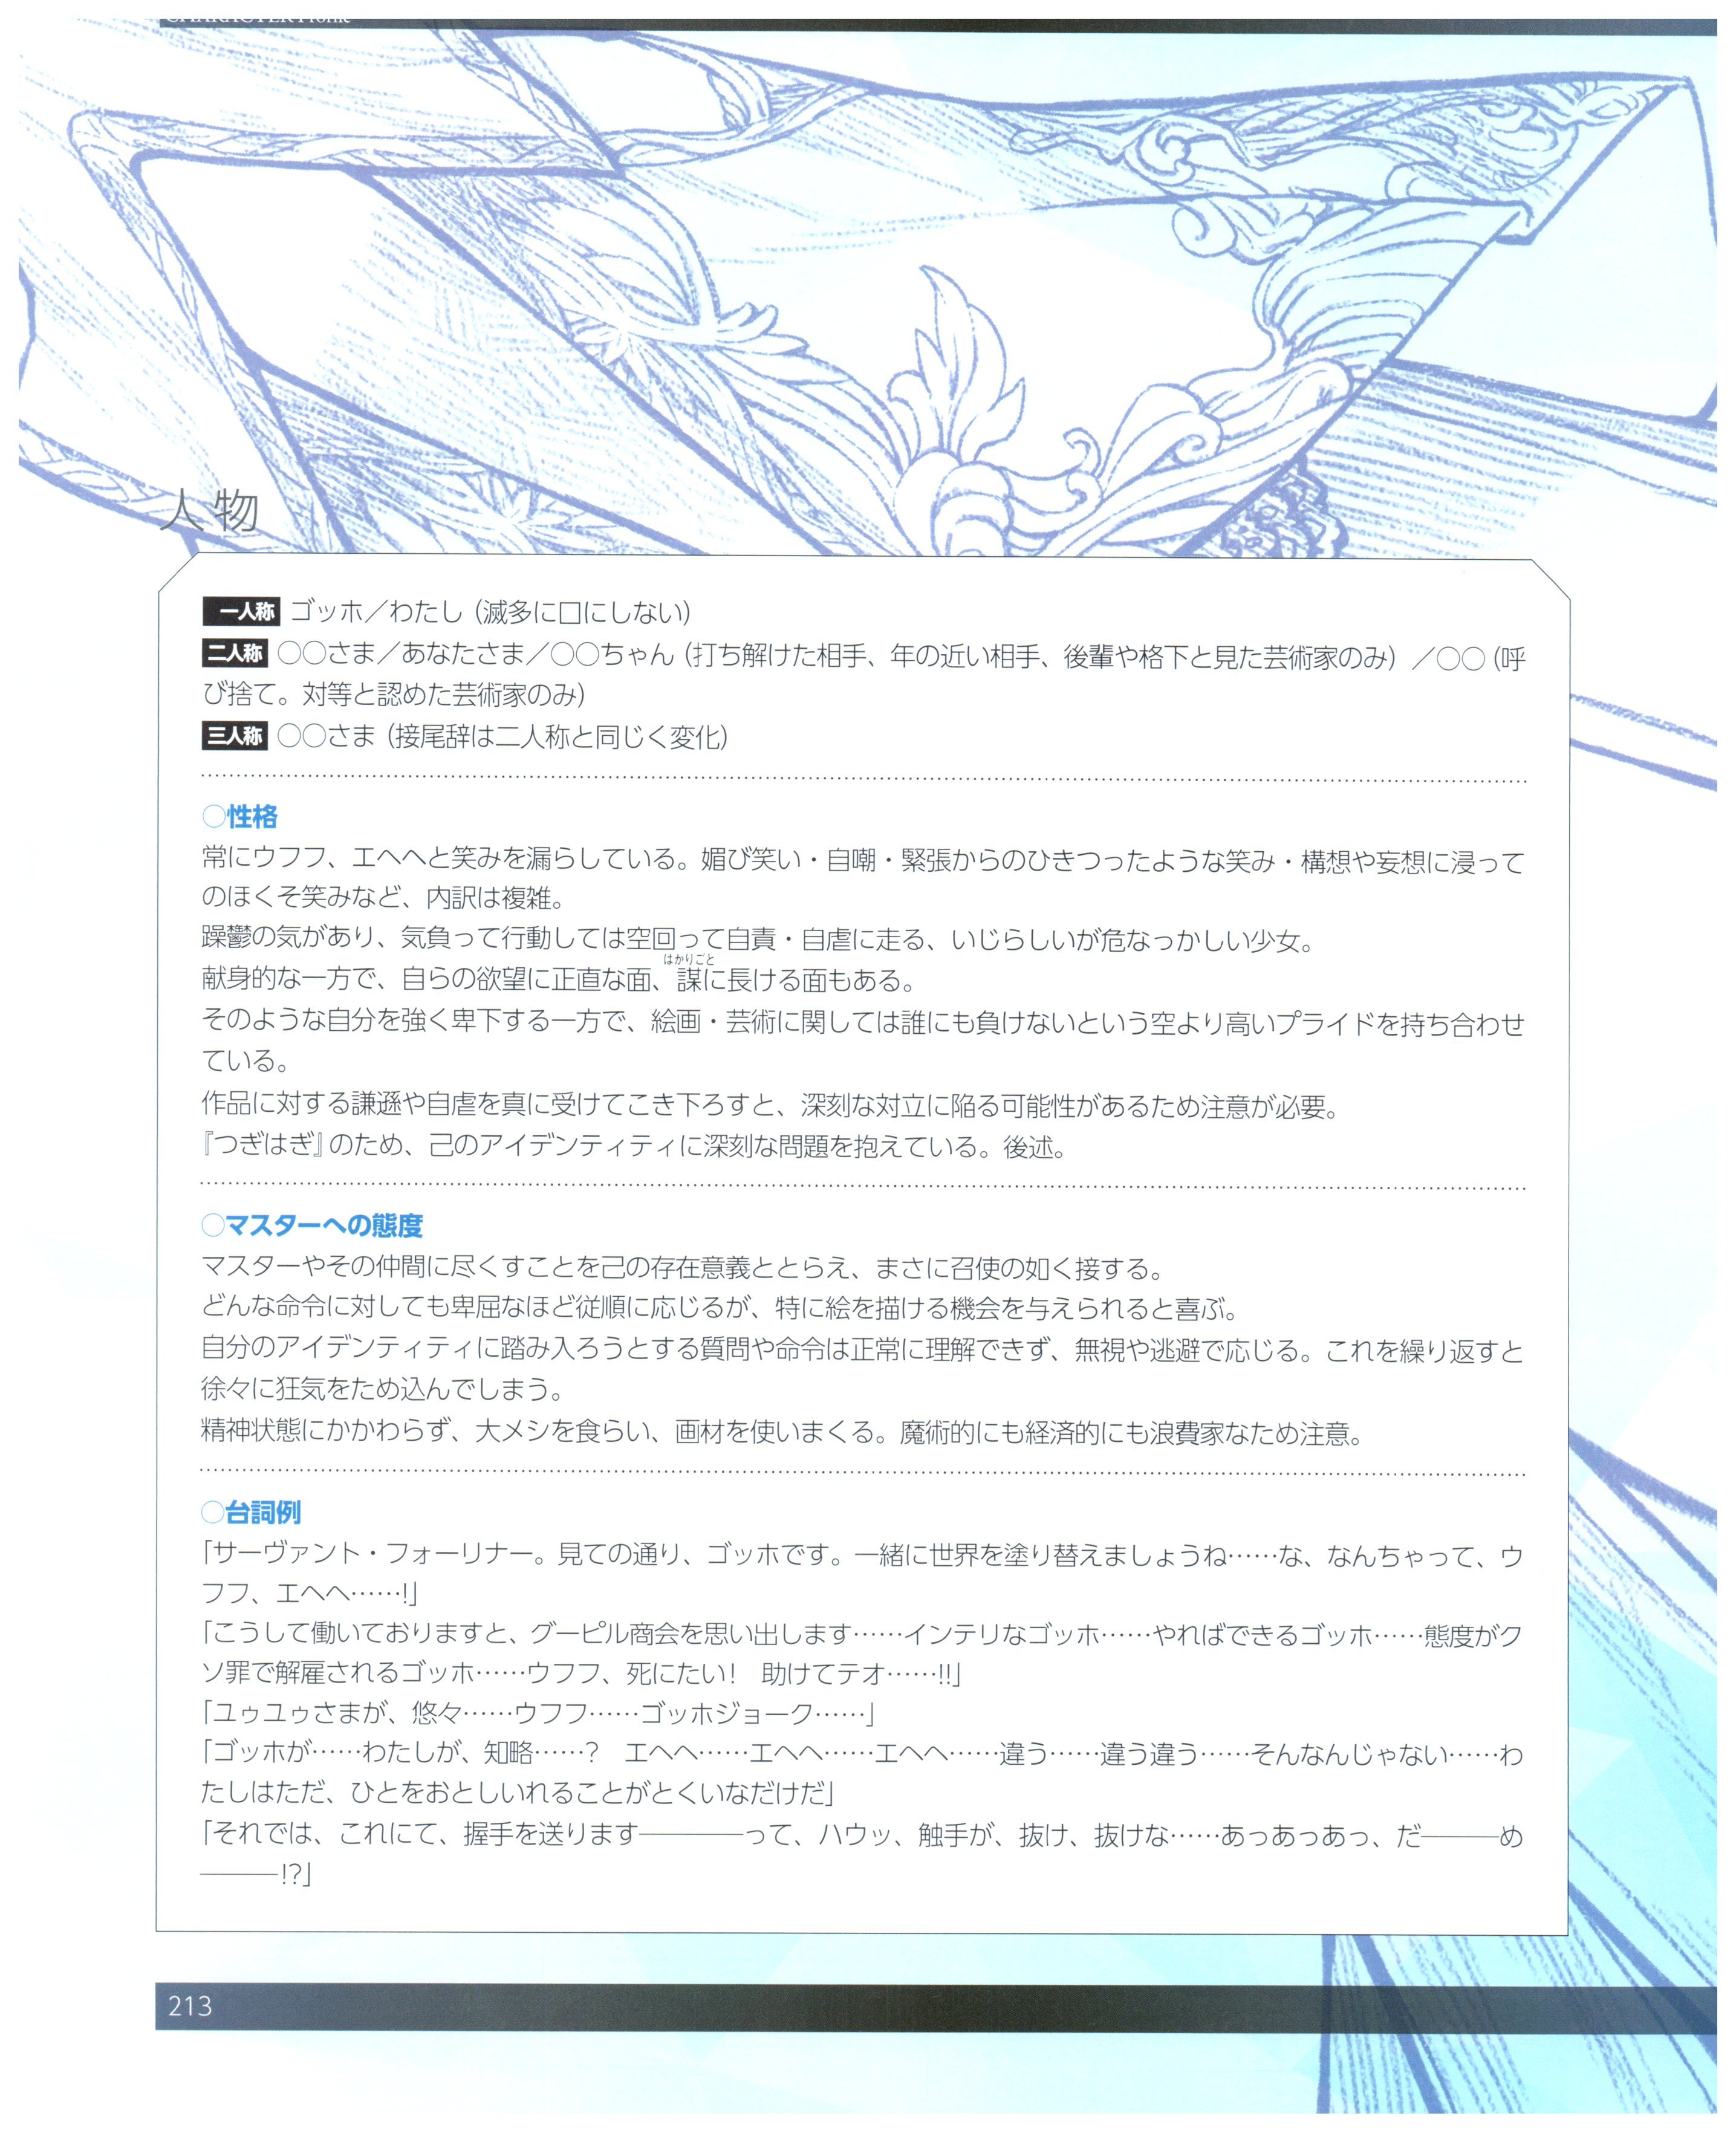 CHARACTER Profile
人物
一人称 ゴッホ／わたし（滅多に口にしない）
二人称 ○○さま／あなたさま／○○ちゃん（打ち解けた相手、年の近い相手、後輩や格下と見た芸術家のみ）／○○（呼
び捨て。対等と認めた芸術家のみ）
三人称 ○○さま（接尾辞は二人称と同じく変化）
○性格
常にウフフ、エヘヘと笑みを漏らしている。媚び笑い・自嘲・緊張からのひきつったような笑み・構想や妄想に浸って
のほくそ笑みなど、内訳は複雑。
躁鬱の気があり、気負って行動しては空回って自責・自虐に走る、いじらしいが危なっかしい少女。
はかりごと
献身的な一方で、自らの欲望に正直な面、謀に長ける面もある。
そのような自分を強く卑下する一方で、絵画・芸術に関しては誰にも負けないという空より高いプライドを持ち合わせ
ている。
作品に対する謙遜や自虐を真に受けてこき下ろすと、深刻な対立に陥る可能性があるため注意が必要。
『つぎはぎ』のため、己のアイデンティティに深刻な問題を抱えている。後述。
○マスターへの態度
マスターやその仲間に尽くすことを己の存在意義ととらえ、まさに召使の如く接する。
どんな命令に対しても卑屈なほど従順に応じるが、特に絵を描ける機会を与えられると喜ぶ。
自分のアイデンティティに踏み入ろうとする質問や命令は正常に理解できず、無視や逃避で応じる。これを繰り返すと
徐々に狂気をため込んでしまう。
精神状態にかかわらず、大メシを食らい、画材を使いまくる。魔術的にも経済的にも浪費家なため注意。
○台詞例
「サーヴァント・フォーリナー。見ての通り、ゴッホです。一緒に世界を塗り替えましょうね……な、なんちゃって、ウ
フフ、エヘヘ……!」
「こうして働いておりますと、グーピル商会を思い出します……インテリなゴッホ……やればできるゴッホ……態度がク
ソ罪で解雇されるゴッホ……ウフフ、死にたい！　助けてテオ……!!」
「ユゥユゥさまが、悠々……ウフフ……ゴッホジョーク……」
「ゴッホが……わたしが、知略……？　エヘヘ……エヘヘ……エヘヘ……違う……違う違う……そんなんじゃない……わ
たしはただ、ひとをおとしいれることがとくいなだけだ」
「それでは、これにて、握手を送ります――――って、ハウッ、触手が、抜け、抜けな……あっあっあっ、だ―――め
―――!?」
213